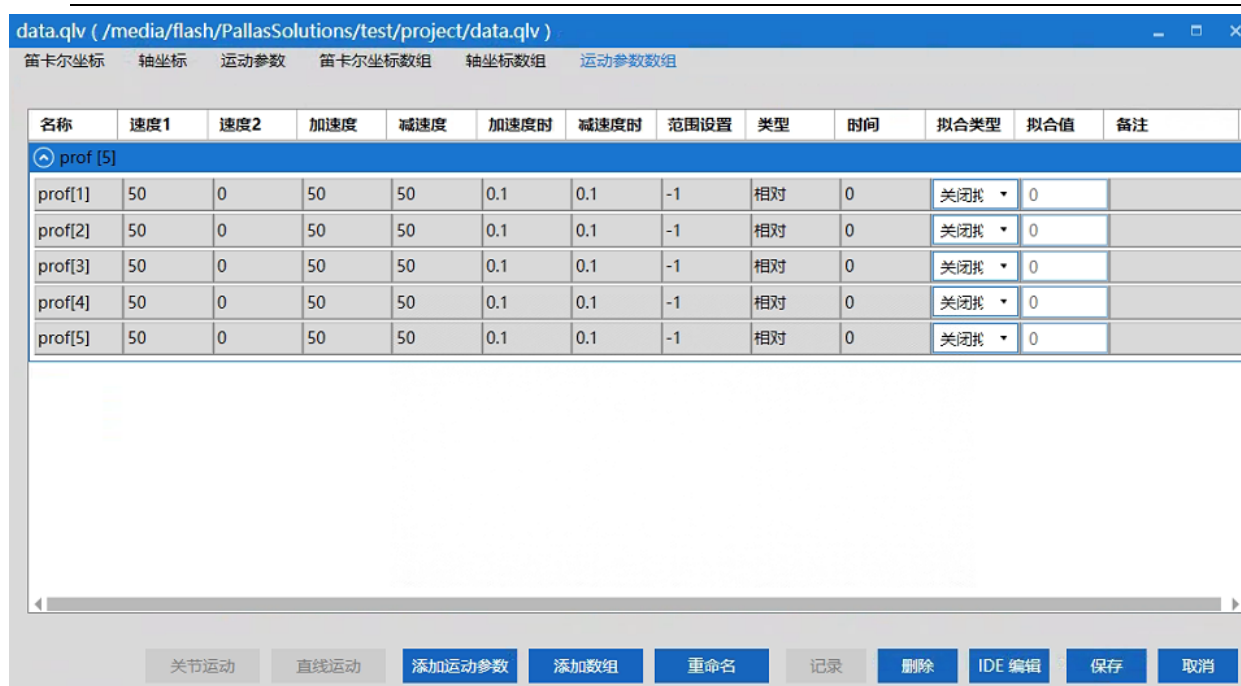 data.qlv ( /media/flash/PallasSolutions/test/project/data.qlv )
笛卡尔坐标 轴坐标 运动参数 笛卡尔坐标数组 轴坐标数组 运动参数数组
名称 速度1 速度2 加速度 减速度 加速度时 减速度时 范围设置 类型 时间 拟合类型 拟合值 备注
prof [5]
prof[1] 50 0 50 50 0.1 0.1 -1 相对 0 关闭拟 0
prof[2] 50 0 50 50 0.1 0.1 -1 相对 0 关闭拟 0
prof[3] 50 0 50 50 0.1 0.1 -1 相对 0 关闭拟 0
prof[4] 50 0 50 50 0.1 0.1 -1 相对 0 关闭拟 0
prof[5] 50 0 50 50 0.1 0.1 -1 相对 0 关闭拟 0
关节运动 直线运动 添加运动参数 添加数组 重命名 记录 删除 IDE 编辑 保存 取消